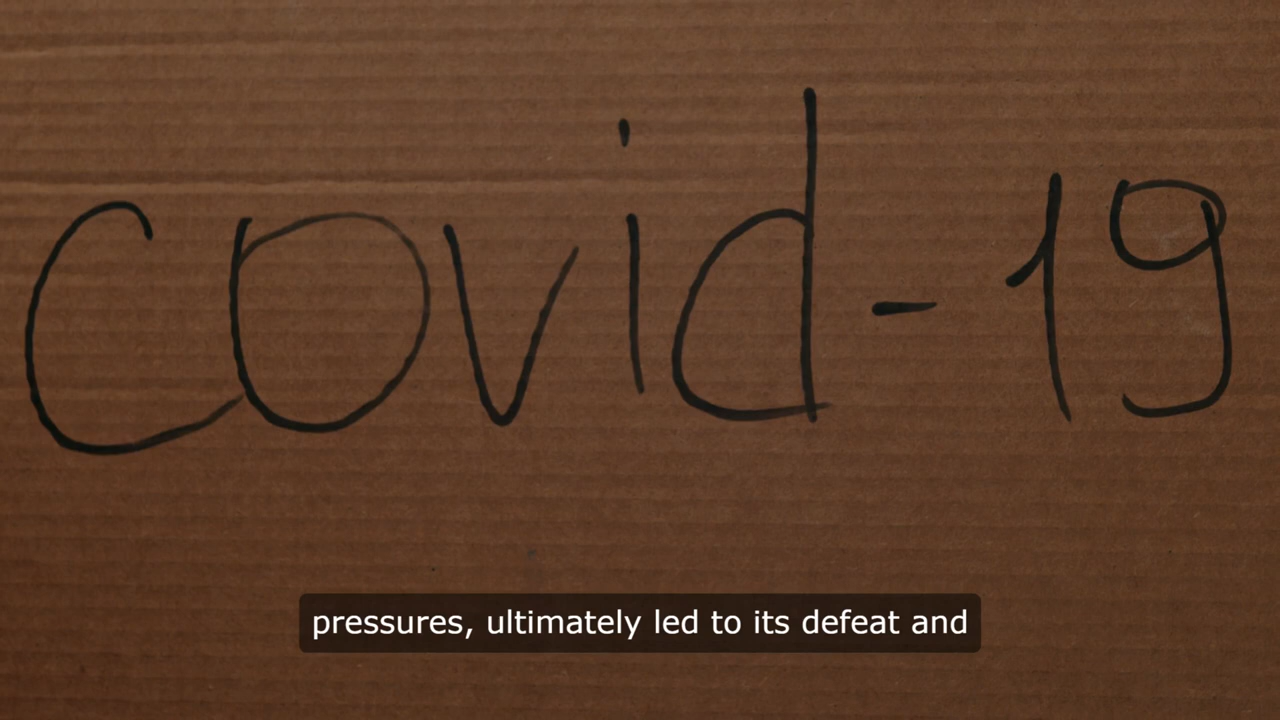 covid-19
pressures, ultimately led to its defeat and